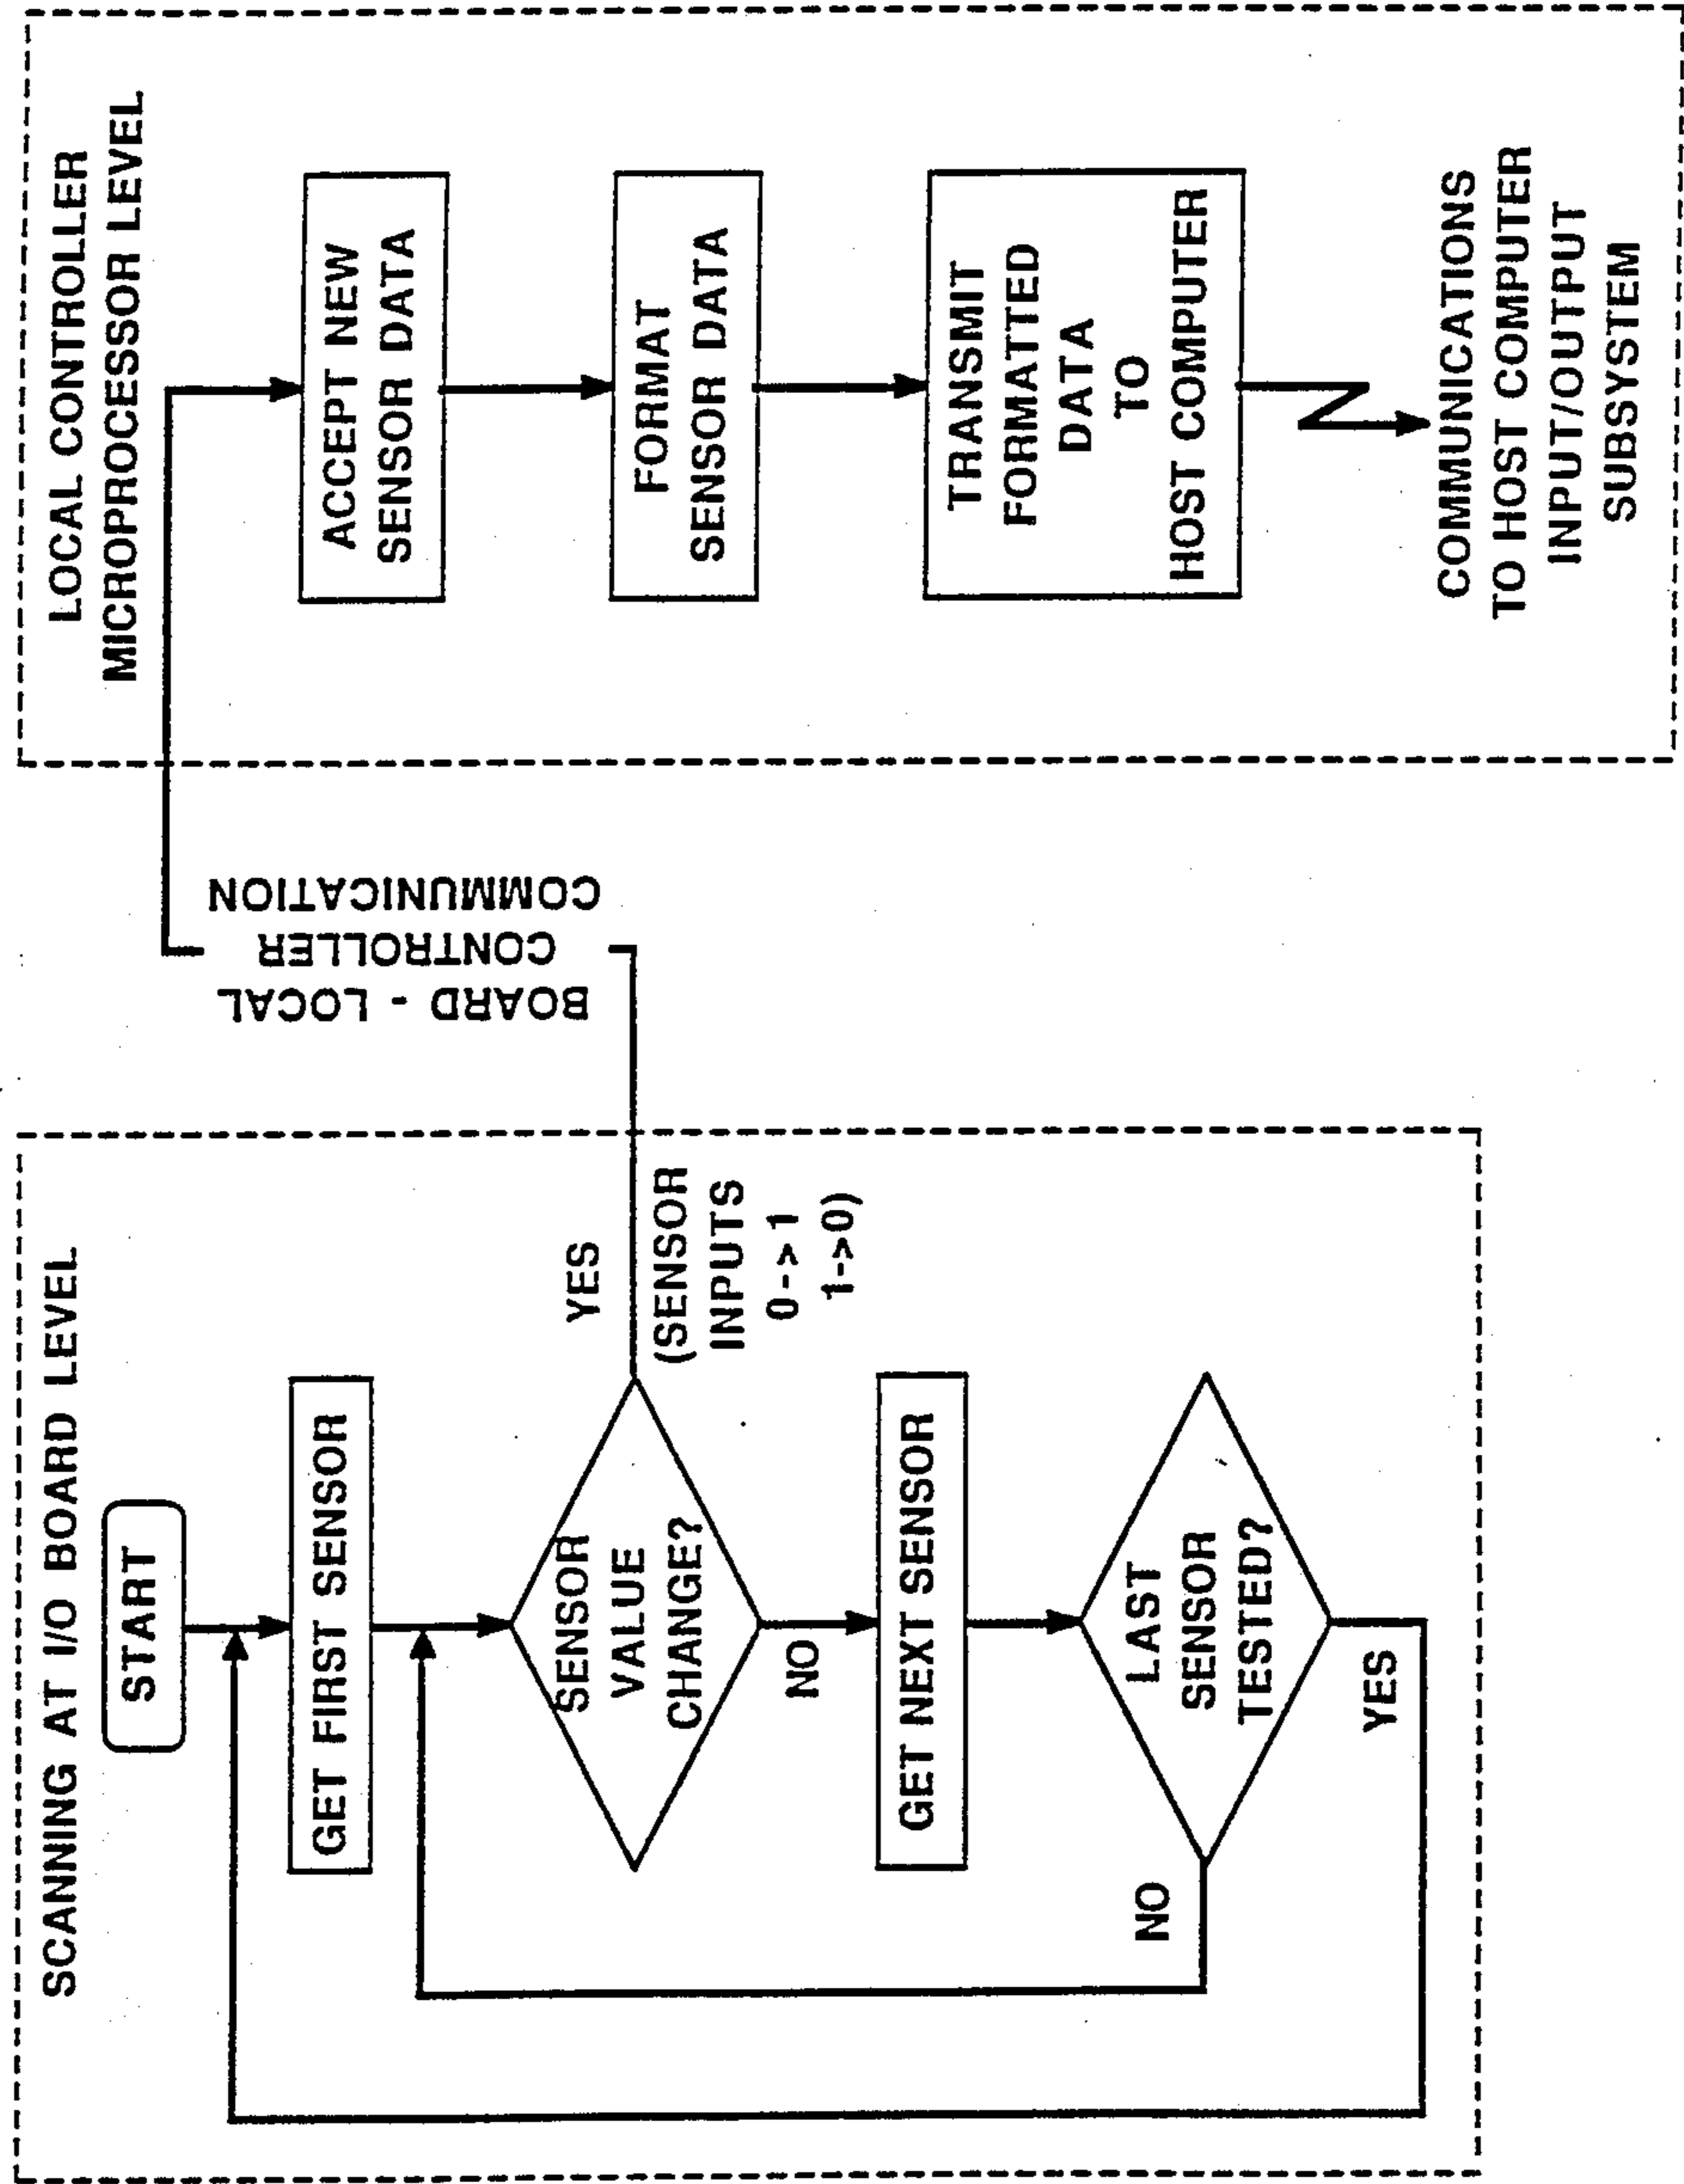 SCANNING AT I/O BOARD LEVEL
START
GET FIRST SENSOR
SENSOR
VALUE
CHANGE?
YES
(SENSOR
INPUTS
0->1
1->0)
NO
GET NEXT SENSOR
LAST
SENSOR
TESTED?
NO
YES
BOARD - LOCAL
CONTROLLER
COMMUNICATION
LOCAL CONTROLLER
MICROPROCESSOR LEVEL
ACCEPT NEW
SENSOR DATA
FORMAT
SENSOR DATA
TRANSMIT
FORMATTED
DATA
TO
HOST COMPUTER
COMMUNICATIONS
TO HOST COMPUTER
INPUT/OUTPUT
SUBSYSTEM